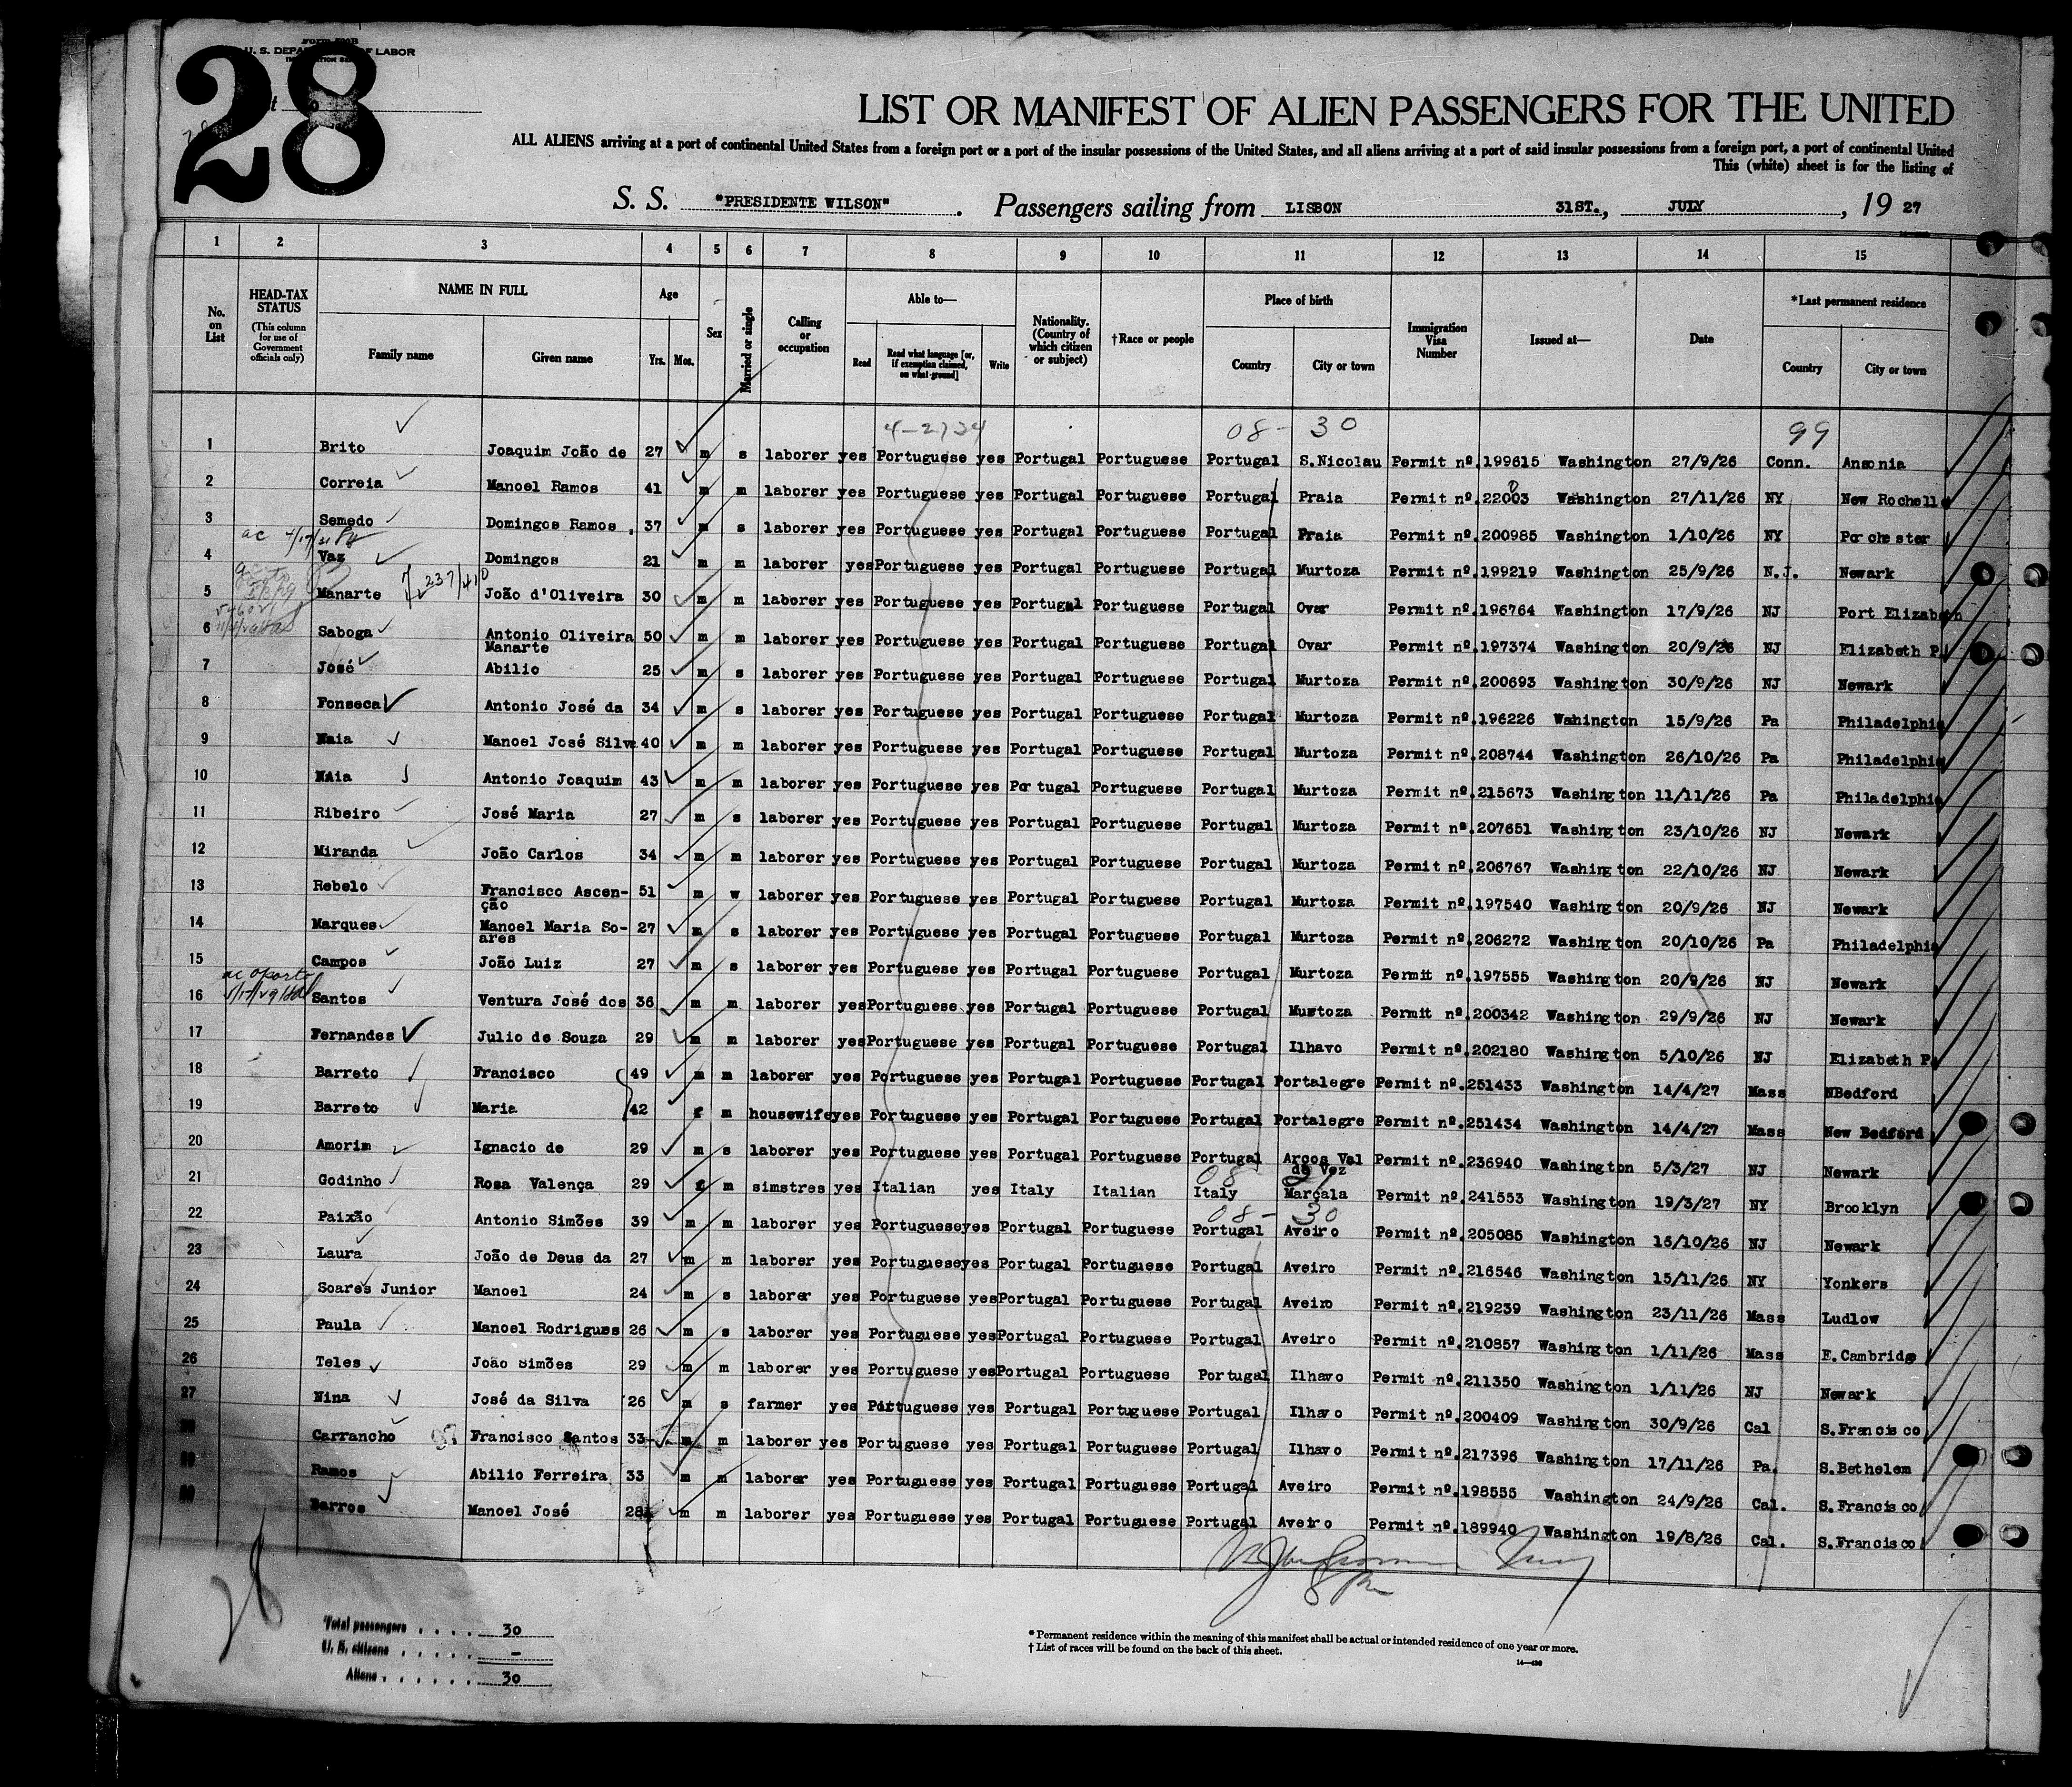 28
Form 500B
U. S. DEPARTMENT OF LABOR
LIST OR MANIFEST OF ALIEN PASSENGERS FOR THE UNITED
ALL ALIENS arriving at a port of continental United States from a foreign port or a port of the insular possessions of the United States, and all aliens arriving at a port of said insular possessions from a foreign port, a port of continental United
This (white) sheet is for the listing of
S. S. "PRESIDENTE WILSON". Passengers sailing from LISBON 31ST., JULY, 19 27
1 2 3 4 5 6 7 8 9 10 11 12 13 14 15
No. on List HEAD-TAX STATUS (This column for use of Government officials only) NAME IN FULL Family name Given name Age Yrs. Mos. Sex Married or single Calling or occupation Able to— Read Read what language [or, if exemption claimed, on what ground] Write Nationality. (Country of which citizen or subject) †Race or people Place of birth Country City or town Immigration Visa Number Issued at— Date *Last permanent residence Country City or town
08- 30 99
1 Brito Joaquim João de 27 m s laborer yes Portuguese yes Portugal Portuguese Portugal S.Nicolau Permit nº.199615 Washington 27/9/26 Conn. Ansonia
2 Correia Manoel Ramos 41 m m laborer yes Portuguese yes Portugal Portuguese Portugal Praia Permit nº.22003 Washington 27/11/26 NY New Rochell
3 Semedo Domingos Ramos 37 m s laborer yes Portuguese yes Portugal Portuguese Portugal Praia Permit nº.200985 Washington 1/10/26 NY Porchester
4 Vaz Domingos 21 m m laborer yes Portuguese yes Portugal Portuguese Portugal Murtoza Permit nº.199219 Washington 25/9/26 N.J. Newark
5 Manarte João d'Oliveira 30 m m laborer yes Portuguese yes Portugal Portuguese Portugal Ovar Permit nº.196764 Washington 17/9/26 NJ Port Elizabeth
6 Saboga Antonio Oliveira Manarte 50 m m laborer yes Portuguese yes Portugal Portuguese Portugal Ovar Permit nº.197374 Washington 20/9/26 NJ Elizabeth P.
7 José Abilio 25 m s laborer yes Portuguese yes Portugal Portuguese Portugal Murtoza Permit nº.200693 Washington 30/9/26 NJ Newark
8 Fonseca Antonio José da 34 m s laborer yes Portuguese yes Portugal Portuguese Portugal Murtoza Permit nº.196226 Wahington 15/9/26 Pa Philadelphia
9 Maia Manoel José Silva 40 m m laborer yes Portuguese yes Portugal Portuguese Portugal Murtoza Permit nº.208744 Washington 26/10/26 Pa Philadelphia
10 MAia Antonio Joaquim 43 m m laborer yes Portuguese yes Portugal Portuguese Portugal Murtoza Permit nº.215673 Washington 11/11/26 Pa Philadelphia
11 Ribeiro José Maria 27 m s laborer yes Portuguese yes Portugal Portuguese Portugal Murtoza Permit nº.207651 Washington 23/10/26 NJ Newark
12 Miranda João Carlos 34 m m laborer yes Portuguese yes Portugal Portuguese Portugal Murtoza Permit nº.206767 Washington 22/10/26 NJ Newark
13 Rebelo Francisco Ascen-ção 51 m w laborer yes Portuguese yes Portugal Portuguese Portugal Murtoza Permit nº.197540 Washington 20/9/26 NJ Newark
14 Marques Manoel Maria So-ares 27 m s laborer yes Portuguese yes Portugal Portuguese Portugal Murtoza Permit nº.206272 Washington 20/10/26 Pa Philadelphia
15 Campos João Luiz 27 m s laborer yes Portuguese yes Portugal Portuguese Portugal Murtoza Permit nº.197555 Washington 20/9/26 NJ Newark
16 Santos Ventura José dos 36 m m laborer yes Portuguese yes Portugal Portuguese Portugal Murtoza Permit nº.200342 Washington 29/9/26 NJ Newark
17 Fernandes Julio de Souza 29 m m laborer yes Portuguese yes Portugal Portuguese Portugal Ilhavo Permit nº.202180 Washington 5/10/26 NJ Elizabeth P.
18 Barreto Francisco 49 m m laborer yes Portuguese yes Portugal Portuguese Portugal Portalegre Permit nº.251433 Washington 14/4/27 Mass NBedford
19 Barreto Maria 42 f m housewife yes Portuguese yes Portugal Portuguese Portugal Portalegre Permit nº.251434 Washington 14/4/27 Mass New Bedford
20 Amorim Ignacio de 29 m s laborer yes Portuguese yes Portugal Portuguese Portugal Arcos Val de Vez Permit nº.236940 Washington 5/3/27 NJ Newark
21 Godinho Rosa Valença 29 f m simstres yes Italian yes Italy Italian Italy Marçala Permit nº.241553 Washington 19/3/27 NY Brooklyn
08- 30
22 Paixão Antonio Simões 39 m m laborer yes Portuguese yes Portugal Portuguese Portugal Aveiro Permit nº.205085 Washington 16/10/26 NJ Newark
23 Laura João de Deus da 27 m m laborer yes Portuguese yes Portugal Portuguese Portugal Aveiro Permit nº.216546 Washington 15/11/26 NY Yonkers
24 Soares Junior Manoel 24 m s laborer yes Portuguese yes Portugal Portuguese Portugal Aveiro Permit nº.219239 Washington 23/11/26 Mass Ludlow
25 Paula Manoel Rodrigues 26 m s laborer yes Portuguese yes Portugal Portuguese Portugal Aveiro Permit nº.210857 Washington 1/11/26 Mass E.Cambridge
26 Teles João Simões 29 m m laborer yes Portuguese yes Portugal Portuguese Portugal Ilhavo Permit nº.211350 Washington 1/11/26 NJ Newark
27 Nina José da Silva 26 m s farmer yes Portuguese yes Portugal Portuguese Portugal Ilhavo Permit nº.200409 Washington 30/9/26 Cal S.Francisco
Carrancho Francisco Santos 33 m m laborer yes Portuguese yes Portugal Portuguese Portugal Ilhavo Permit nº.217396 Washington 17/11/26 Pa. S.Bethelem
Ramos Abilio Ferreira 33 m m laborer yes Portuguese yes Portugal Portuguese Portugal Aveiro Permit nº.198555 Washington 24/9/26 Cal. S.Francisco
Barros Manoel José 28 m m laborer yes Portuguese yes Portugal Portuguese Portugal Aveiro Permit nº.189940 Washington 19/8/26 Cal. S.Francisco
28
Total passengers . . . . 30
U. S. citizens . . . . . -
Aliens . . . . . . 30
* Permanent residence within the meaning of this manifest shall be actual or intended residence of one year or more.
† List of races will be found on the back of this sheet.